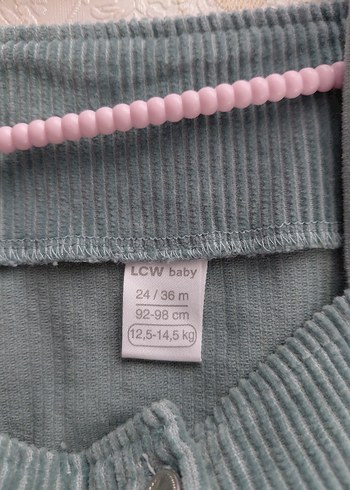 LCW baby
24 / 36 m
92-98 cm
12,5-14,5 kg